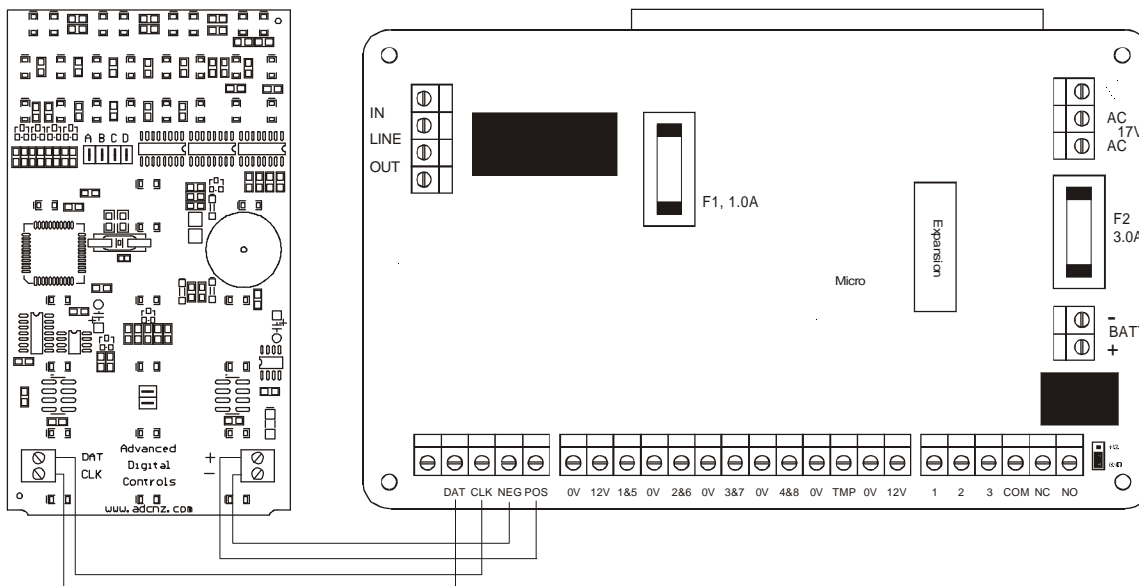 A B C D
DAT
CLK
Advanced
Digital
Controls
+
-
www.adcnz.com
IN
LINE
OUT
F1, 1.0A
Micro
Expansion
AC
17V
AC
F2
3.0A
-
BATT
+
DAT CLK NEG POS 0V 12V 1&5 0V 2&6 0V 3&7 0V 4&8 0V TMP 0V 12V 1 2 3 COM NC NO